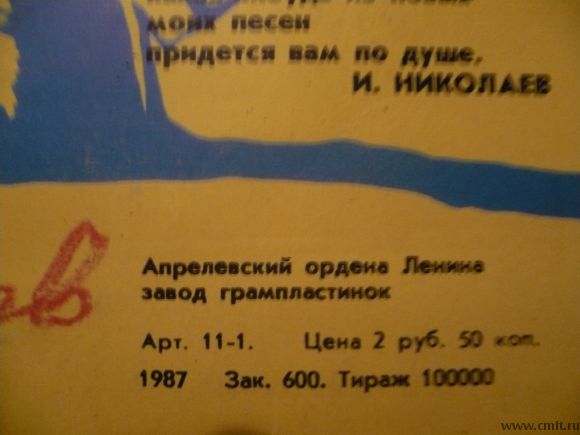 моих песен
придется вам по душе.
И. НИКОЛАЕВ
Апрелевский ордена Ленина
завод грампластинок
Арт. 11-1. Цена 2 руб. 50 коп.
1987 Зак. 600. Тираж 100000
www.cmlt.ru